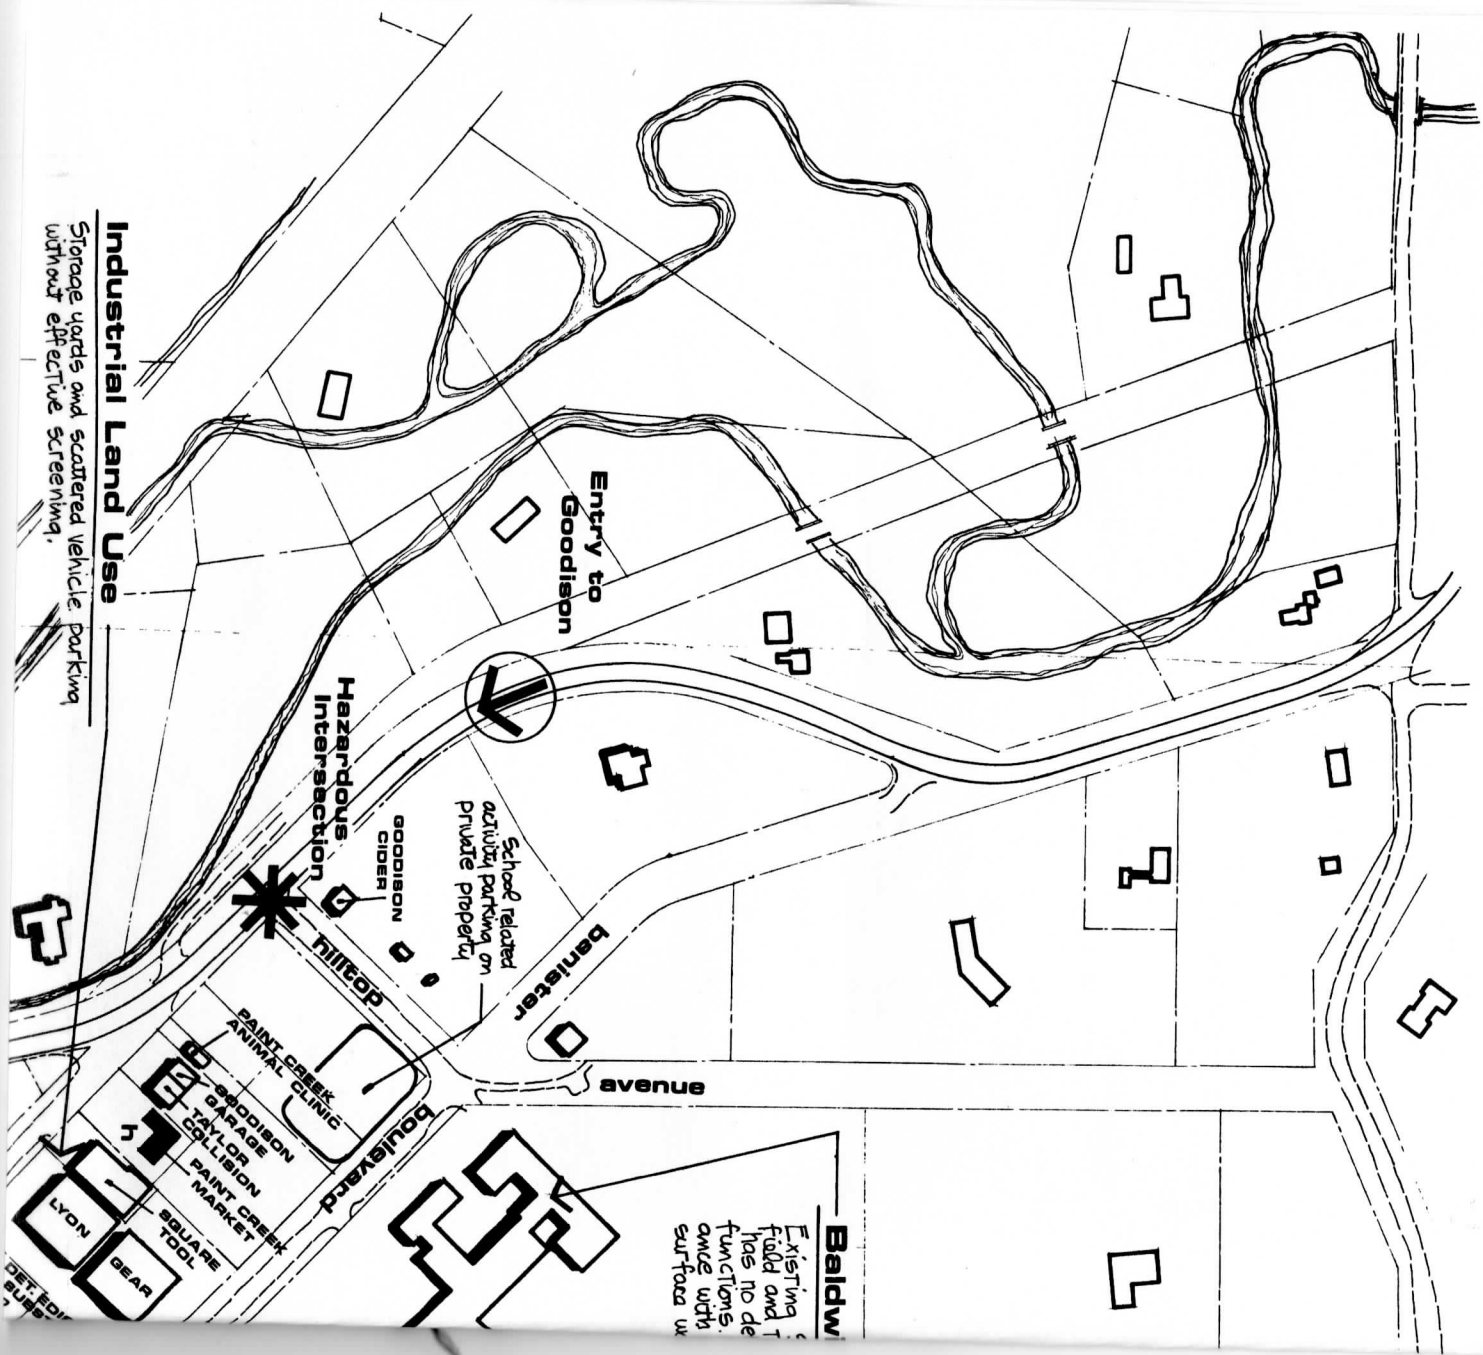 Industrial Land Use
Storage yards and scattered vehicle parking
without effective screening.
Entry to
Goodison
Hazardous
Intersection
GOODISON
CIDER
School related
activity parking on
private property
hilltop
banister
avenue
boulevard
PAINT CREEK
ANIMAL CLINIC
GOODISON
GARAGE
TAYLOR
COLLISION
PAINT CREEK
MARKET
h
SQUARE
TOOL
LYON
GEAR
DET.
Existing
field and
has no
functions.
ance with